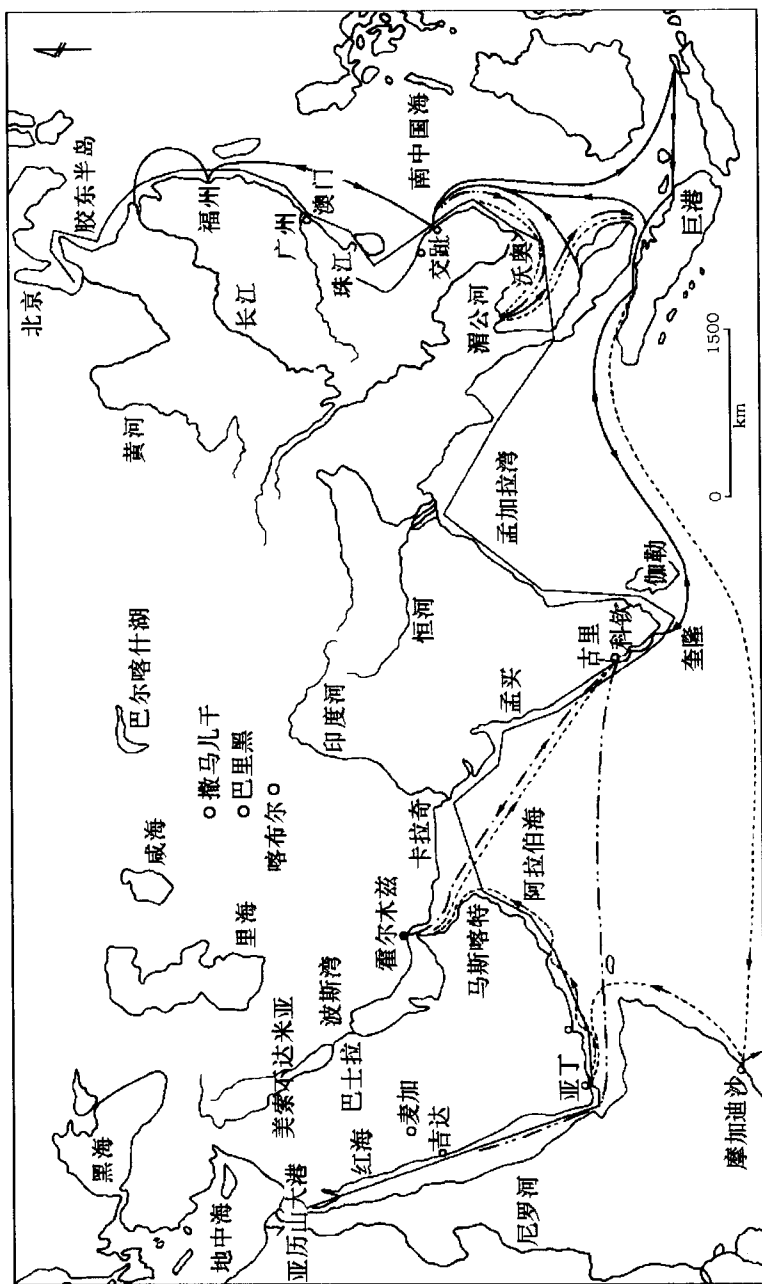 北京
胶东半岛
福州
澳门
广州
珠江
长江
黄河
南中国海
交趾
沃奥
湄公河
巨港
1500
0
km
孟加拉湾
伽勒
恒河
印度河
古里
科钦
奎隆
孟买
卡拉奇
阿拉伯海
巴尔喀什湖
撒马儿干
巴里黑
喀布尔
咸海
里海
霍尔木兹
马斯喀特
波斯湾
美索不达米亚
巴士拉
麦加
吉达
红海
亚丁
摩加迪沙
黑海
地中海
亚历山大港
尼罗河